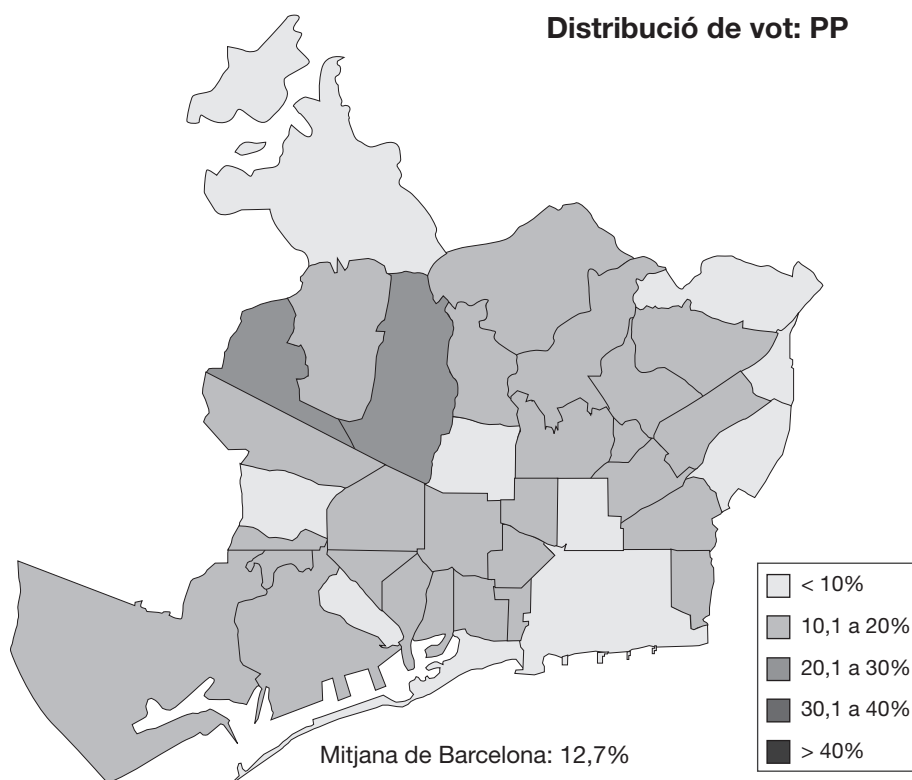 Distribució de vot: PP
< 10%
10,1 a 20%
20,1 a 30%
30,1 a 40%
> 40%
Mitjana de Barcelona: 12,7%